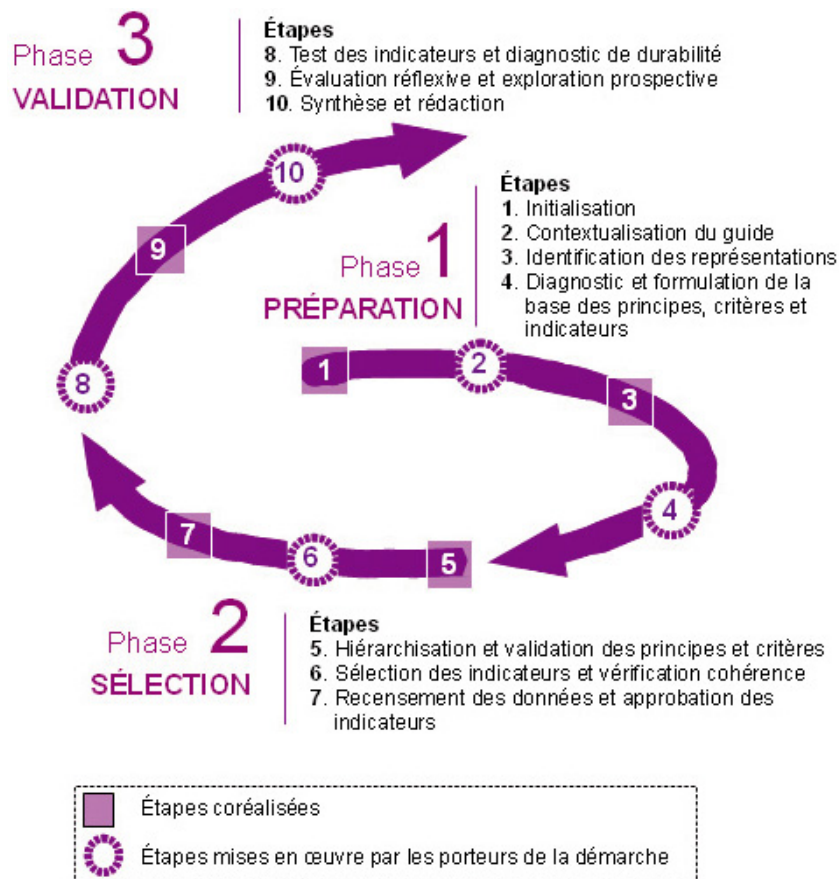 Phase 3
VALIDATION
Étapes
8. Test des indicateurs et diagnostic de durabilité
9. Évaluation réflexive et exploration prospective
10. Synthèse et rédaction
10
9
8
Phase 1
PRÉPARATION
Étapes
1. Initialisation
2. Contextualisation du guide
3. Identification des représentations
4. Diagnostic et formulation de la
base des principes, critères et
indicateurs
1
2
3
4
7
6
5
Phase 2
SÉLECTION
Étapes
5. Hiérarchisation et validation des principes et critères
6. Sélection des indicateurs et vérification cohérence
7. Recensement des données et approbation des
indicateurs
Étapes coréalisées
Étapes mises en œuvre par les porteurs de la démarche